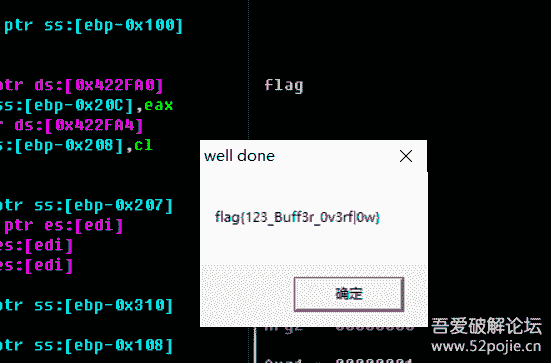 ptr ss:[ebp-0x100]
ptr ds:[0x422FA0]
ss:[ebp-0x20C],eax
ptr ds:[0x422FA4]
s:[ebp-0x208],cl
flag
well done
flag{123_Buff3r_0v3rf|0w}
确定
ptr ss:[ebp-0x207]
ptr es:[edi]
es:[edi]
es:[edi]
ptr ss:[ebp-0x310]
ptr ss:[ebp-0x108]
吾爱破解论坛
www.52pojie.cn